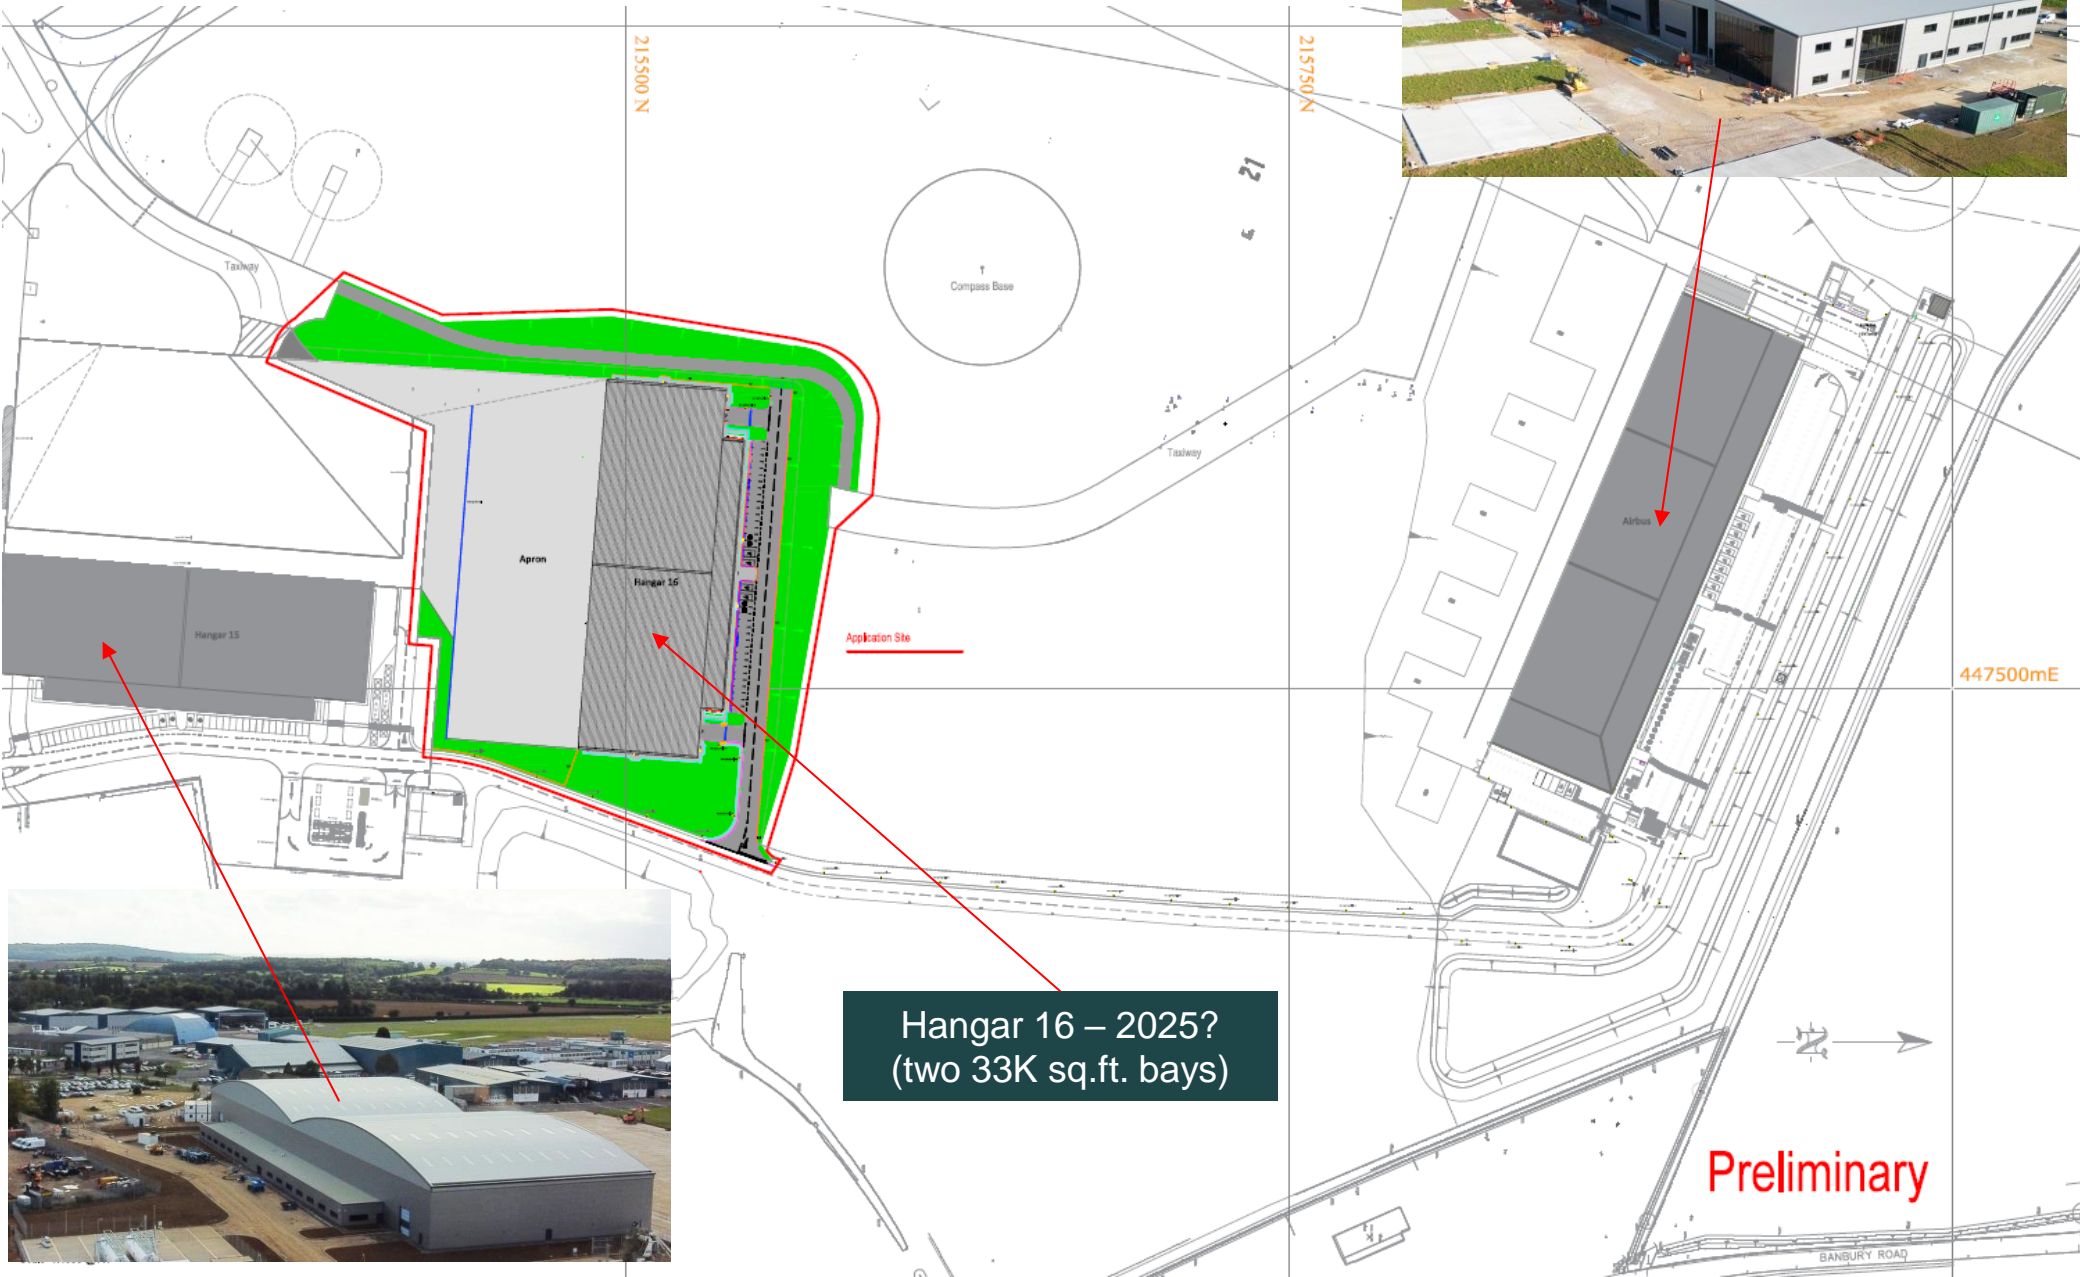 215500 N
215750 N
21
Taxiway
Compass Base
Taxiway
Apron
Hangar 16
Airbus
Hangar 15
Application Site
447500mE
Hangar 16 – 2025?
(two 33K sq.ft. bays)
Preliminary
BANBURY ROAD